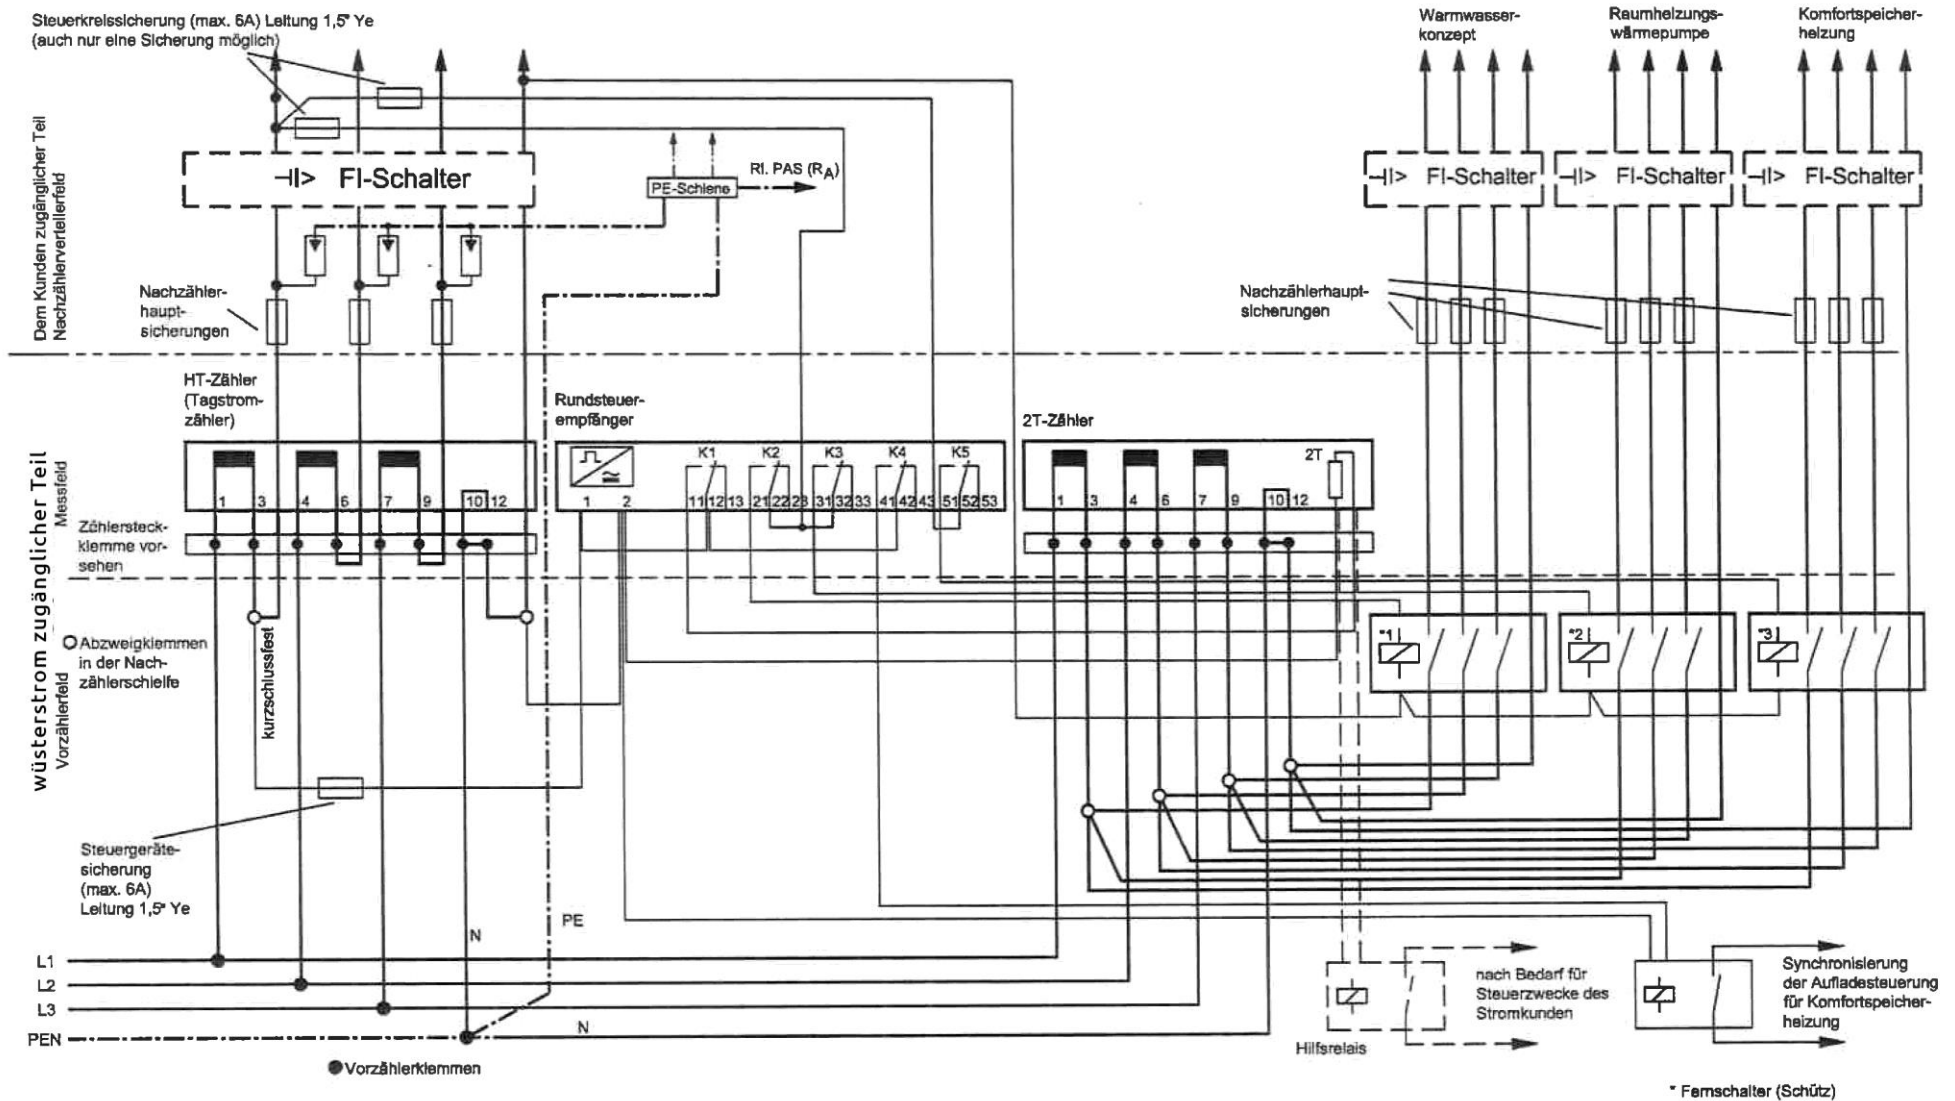 Steuerkreissicherung (max. 6A) Leitung 1,5² Ye
(auch nur eine Sicherung möglich)
Warmwasser-
konzept
Raumheizungs-
wärmepumpe
Komfortspeicher-
heizung
Dem Kunden zugänglicher Teil
Nachzählerverteilerfeld
FI-Schalter
PE-Schiene
RI. PAS (RA)
FI-Schalter
FI-Schalter
FI-Schalter
Nachzähler-
haupt-
sicherungen
Nachzählerhaupt-
sicherungen
HT-Zähler
(Tagstrom-
zähler)
Rundsteuer-
empfänger
2T-Zähler
K1 K2 K3 K4 K5
2T
1 3 4 6 7 9 10 12
1 2 11 12 13 21 22 23 31 32 33 41 42 43 51 52 53
1 3 4 6 7 9 10 12
wüsterstrom zugänglicher Teil
Messfeld
Zählersteck-
klemme vor-
sehen
Vorzählerfeld
Abzweigklemmen
in der Nach-
zählerschleife
kurzschlussfest
*1
*2
*3
Steuergeräte-
sicherung
(max. 6A)
Leitung 1,5² Ye
PE
N
L1
L2
L3
PEN
N
Vorzählerklemmen
Hilfsrelais
nach Bedarf für
Steuerzwecke des
Stromkunden
Synchronisierung
der Aufladesteuerung
für Komfortspeicher-
heizung
* Fernschalter (Schütz)